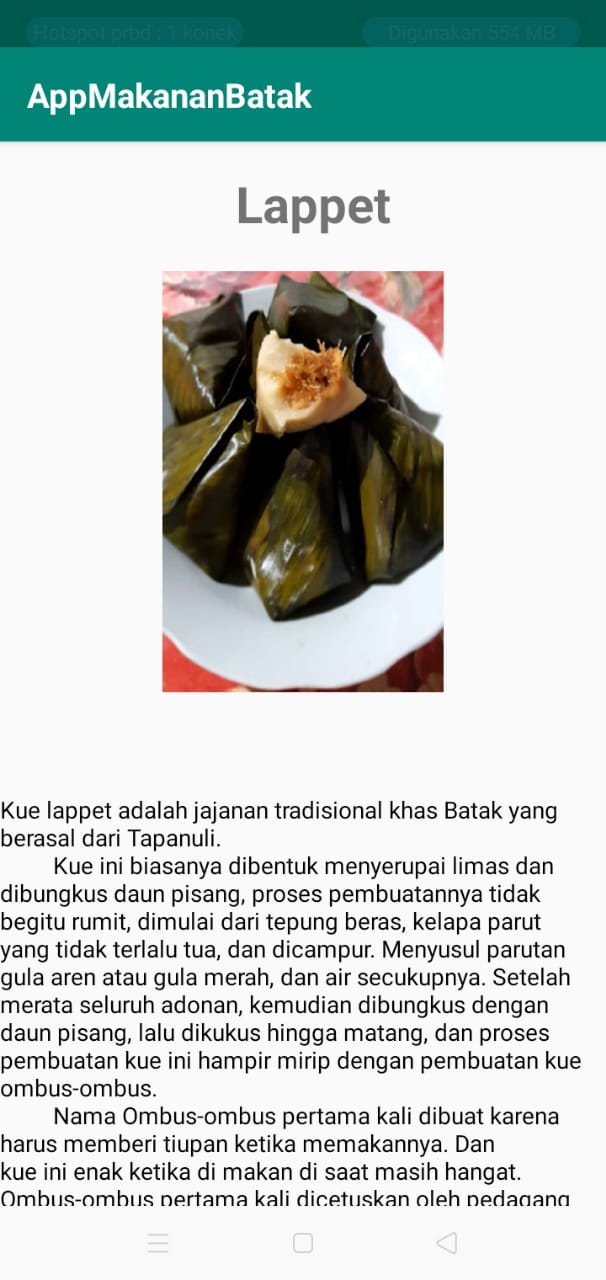 Hotspot prbd : 1 konek
Digunakan 554 MB
AppMakananBatak
Lappet
Kue lappet adalah jajanan tradisional khas Batak yang
berasal dari Tapanuli.
Kue ini biasanya dibentuk menyerupai limas dan
dibungkus daun pisang, proses pembuatannya tidak
begitu rumit, dimulai dari tepung beras, kelapa parut
yang tidak terlalu tua, dan dicampur. Menyusul parutan
gula aren atau gula merah, dan air secukupnya. Setelah
merata seluruh adonan, kemudian dibungkus dengan
daun pisang, lalu dikukus hingga matang, dan proses
pembuatan kue ini hampir mirip dengan pembuatan kue
ombus-ombus.
Nama Ombus-ombus pertama kali dibuat karena
harus memberi tiupan ketika memakannya. Dan
kue ini enak ketika di makan di saat masih hangat.
Ombus-ombus pertama kali dicetuskan oleh pedagang